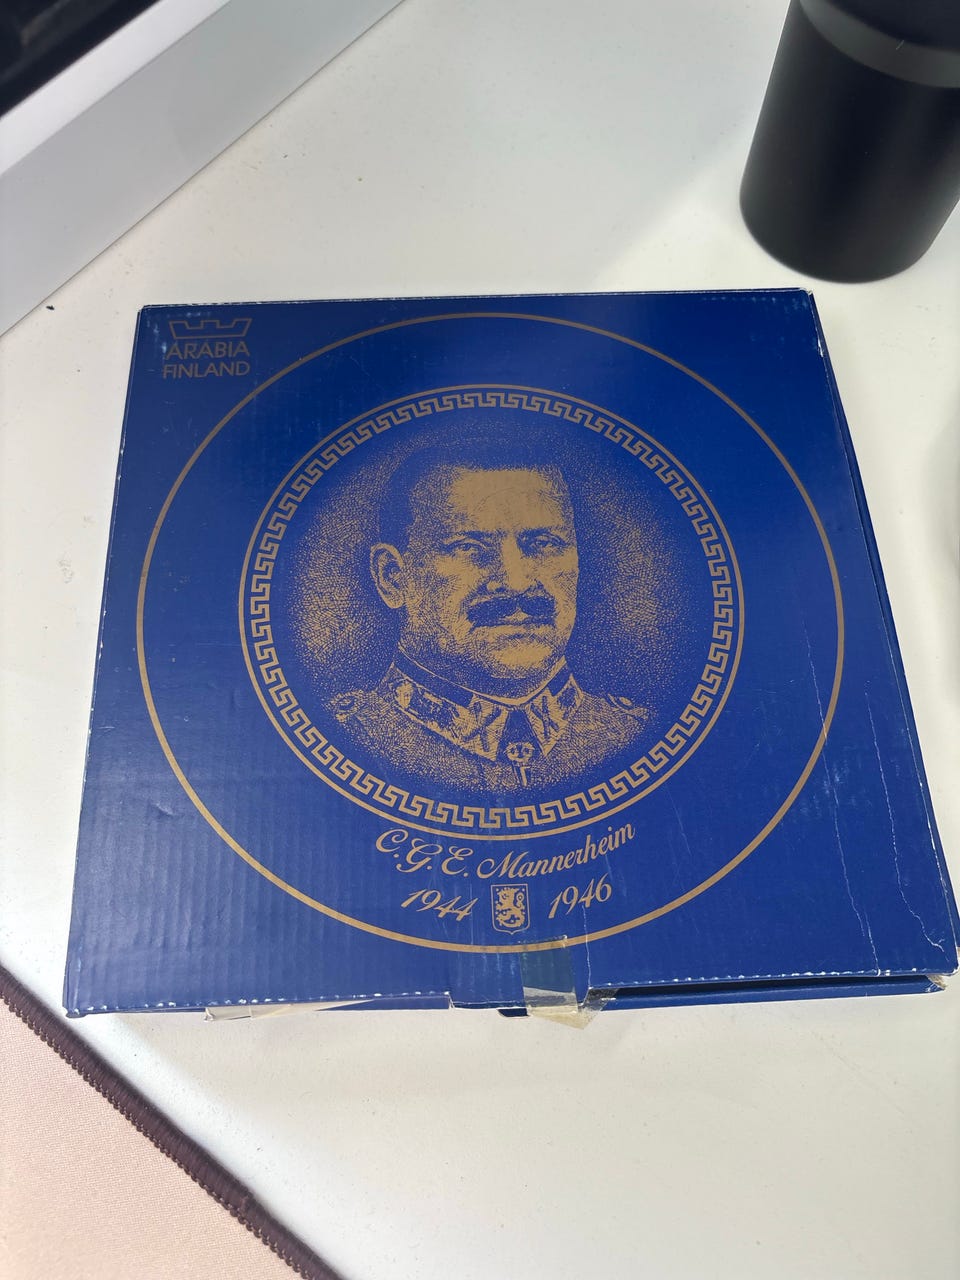 ARABIA
FINLAND
C.G.E. Mannerheim
1944 1946